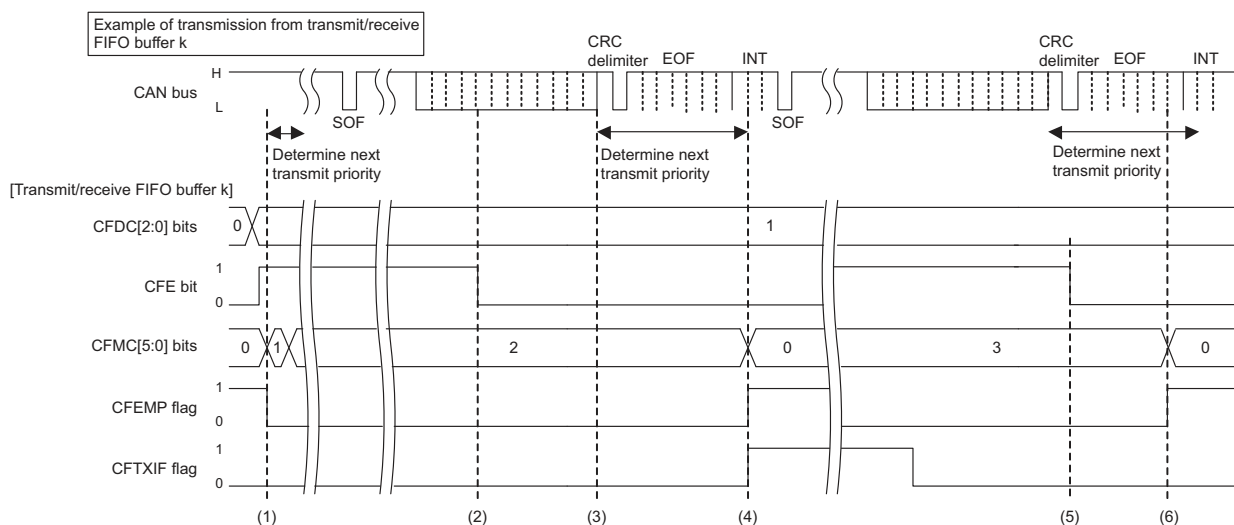 Example of transmission from transmit/receive
FIFO buffer k
CRC
delimiter
EOF
INT
CRC
delimiter
EOF
INT
H
CAN bus
L
SOF
SOF
Determine next
transmit priority
Determine next
transmit priority
Determine next
transmit priority
[Transmit/receive FIFO buffer k]
CFDC[2:0] bits
0
1
CFE bit
1
0
CFMC[5:0] bits
0
1
2
0
3
0
CFEMP flag
1
0
CFTXIF flag
1
0
(1)
(2)
(3)
(4)
(5)
(6)